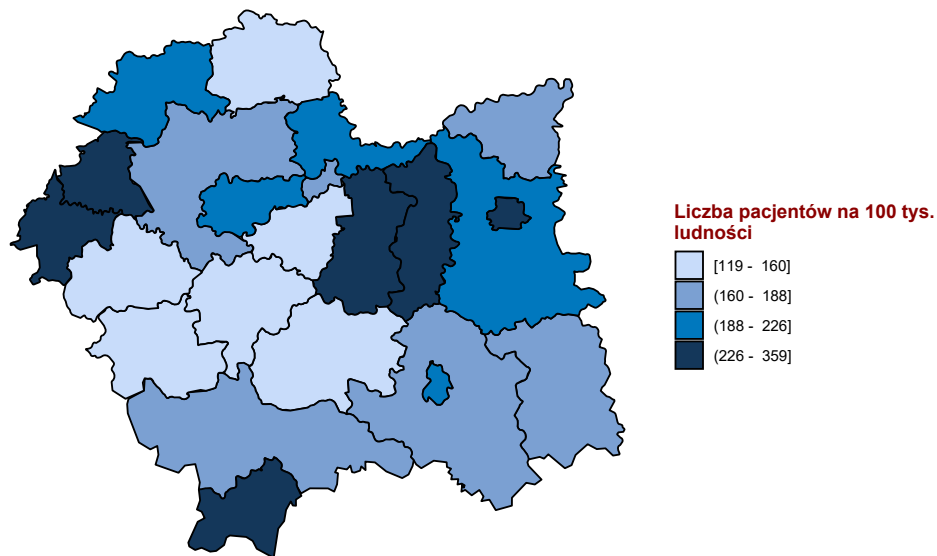 Liczba pacjentów na 100 tys.
ludności
[119 - 160]
(160 - 188]
(188 - 226]
(226 - 359]